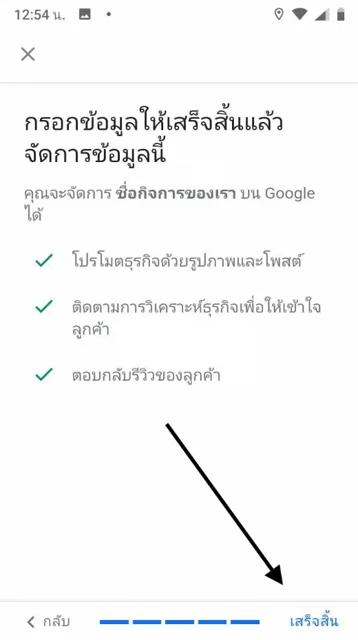 12:54 น.
กรอกข้อมูลให้เสร็จสิ้นแล้ว
จัดการข้อมูลนี้
คุณจะจัดการ ชื่อกิจการของเรา บน Google
ได้
โปรโมตธุรกิจด้วยรูปภาพและโพสต์
ติดตามการวิเคราะห์ธุรกิจเพื่อให้เข้าใจ
ลูกค้า
ตอบกลับรีวิวของลูกค้า
กลับ
เสร็จสิ้น